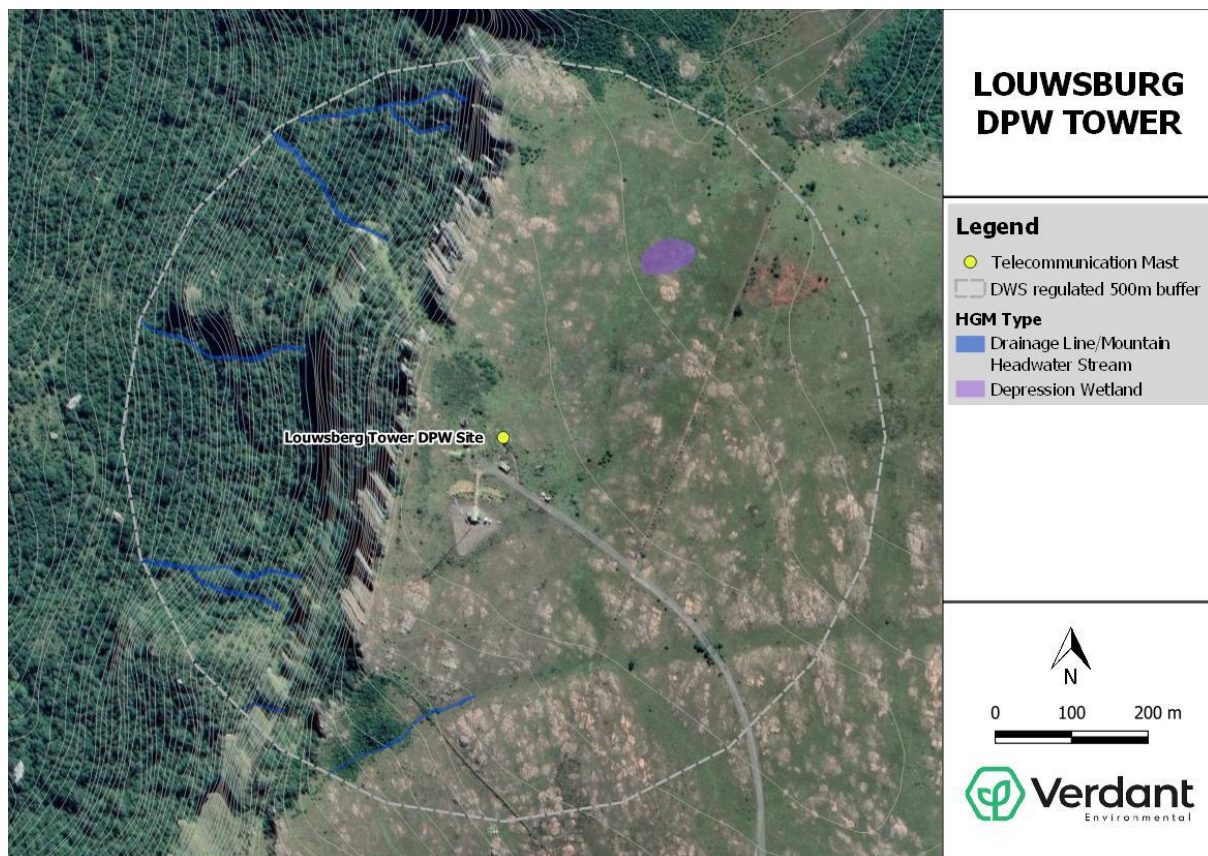 LOUWSBURG
DPW TOWER
Legend
Telecommunication Mast
DWS regulated 500m buffer
HGM Type
Drainage Line/Mountain
Headwater Stream
Depression Wetland
Louwsberg Tower DPW Site
N
0 100 200 m
Verdant
Environmental